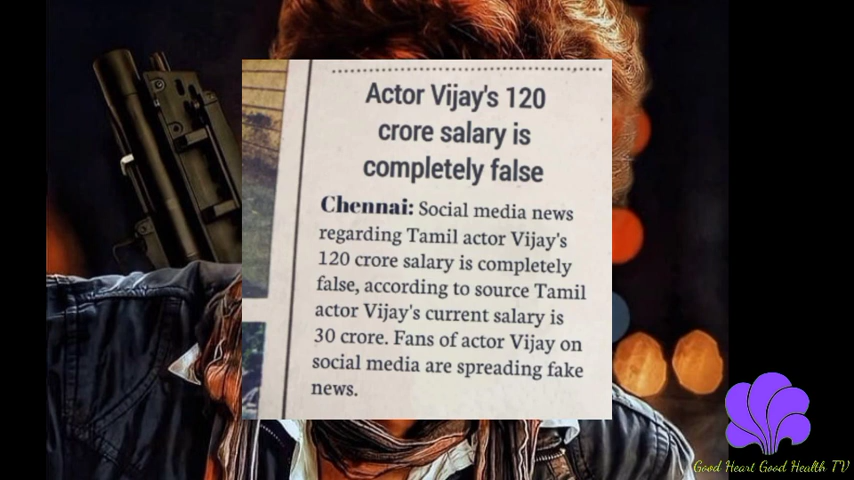 Actor Vijay's 120
crore salary is
completely false
Chennai: Social media news
regarding Tamil actor Vijay's
120 crore salary is completely
false, according to source Tamil
actor Vijay's current salary is
30 crore. Fans of actor Vijay on
social media are spreading fake
news.
Good Heart Good Health TV